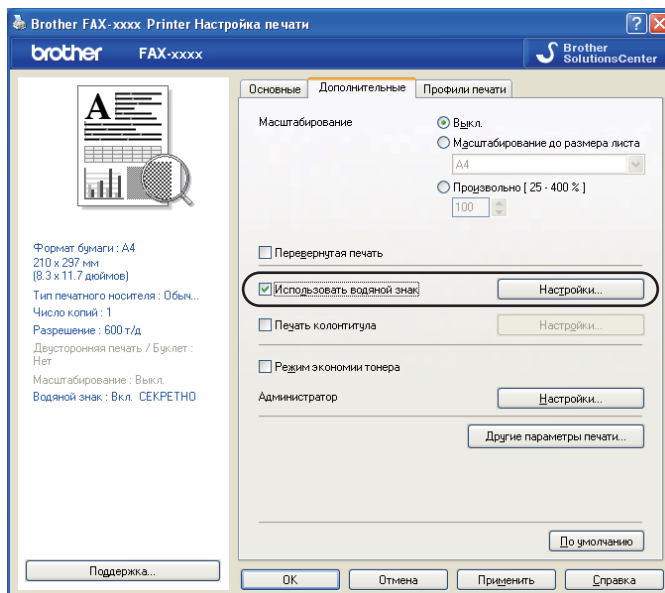 Brother FAX-xxxx Printer Настройка печати
brother FAX-xxxx
Brother
SolutionsCenter
A
Формат бумаги : A4
210 x 297 мм
(8.3 x 11.7 дюймов)
Тип печатного носителя : Обыч...
Число копий : 1
Разрешение : 600 т/д
Двусторонняя печать / Буклет :
Нет
Масштабирование : Выкл.
Водяной знак : Вкл. СЕКРЕТНО
Поддержка...
Основные Дополнительные Профили печати
Масштабирование
Выкл.
Масштабирование до размера листа
A4
Произвольно [ 25 - 400 % ]
100
Перевернутая печать
Использовать водяной знак Настройки...
Печать колонтитула Настройки...
Режим экономии тонера
Администратор Настройки...
Другие параметры печати...
По умолчанию
OK Отмена Применить Справка